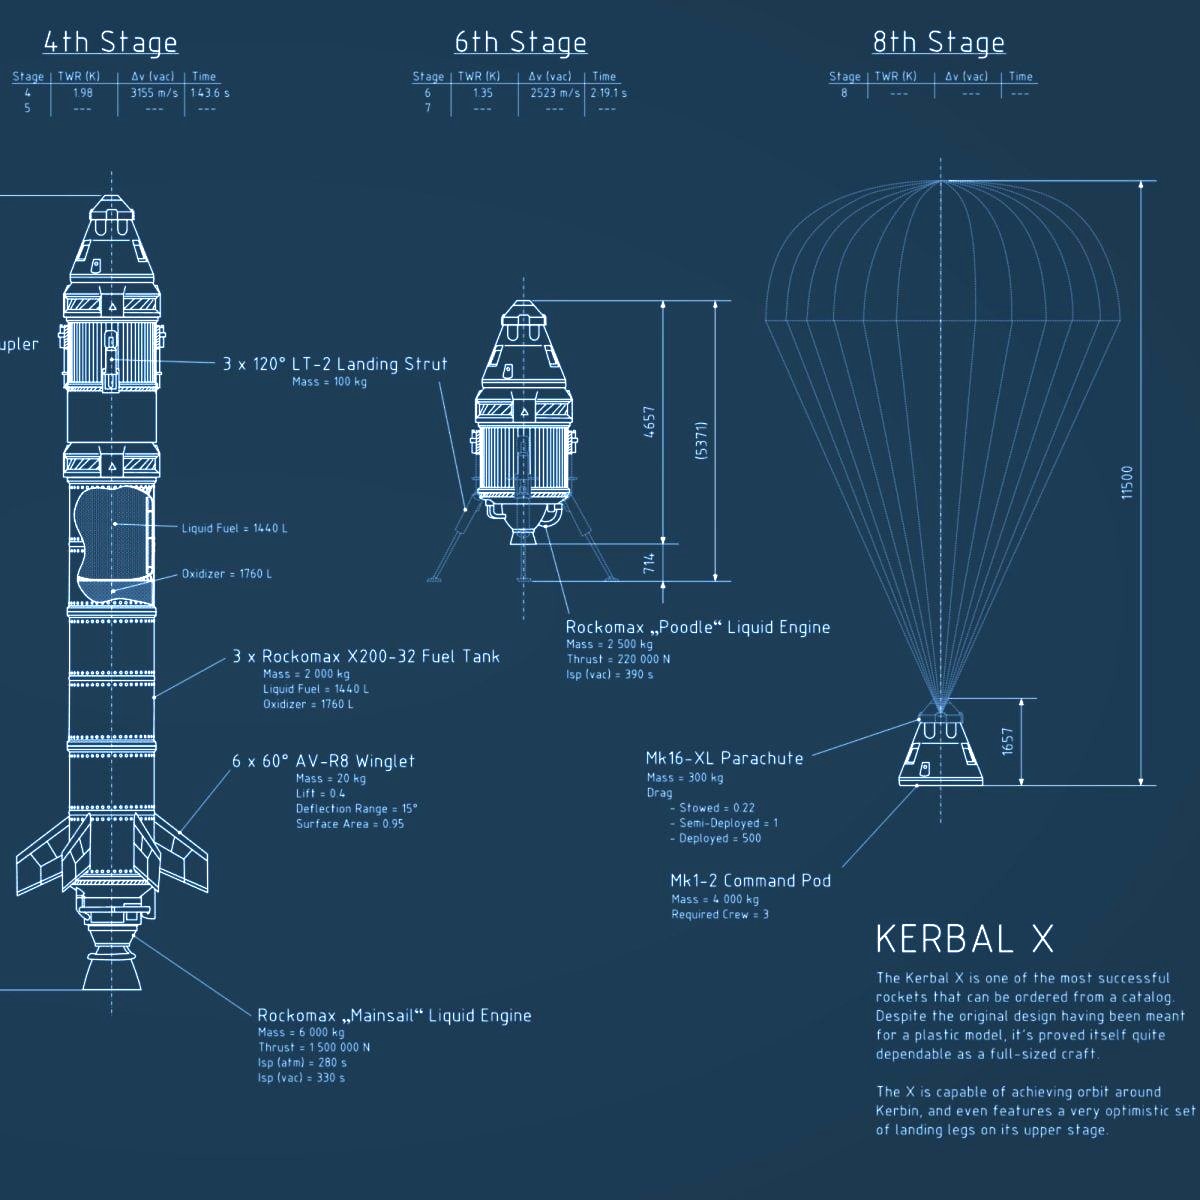 4th Stage
Stage TWR (K) Δv (vac) Time
4 1.98 3155 m/s 1:43.6 s
5 --- --- ---
6th Stage
Stage TWR (K) Δv (vac) Time
6 1.35 2523 m/s 2:19.1 s
7 --- --- ---
8th Stage
Stage TWR (K) Δv (vac) Time
8 --- --- ---
upler
3 x 120° LT-2 Landing Strut
Mass = 100 kg
Liquid Fuel = 1440 L
Oxidizer = 1760 L
3 x Rockomax X200-32 Fuel Tank
Mass = 2 000 kg
Liquid Fuel = 1440 L
Oxidizer = 1760 L
6 x 60° AV-R8 Winglet
Mass = 20 kg
Lift = 0.4
Deflection Range = 15°
Surface Area = 0.95
Rockomax „Mainsail“ Liquid Engine
Mass = 6 000 kg
Thrust = 1 500 000 N
Isp (atm) = 280 s
Isp (vac) = 330 s
4657
(5371)
714
Rockomax „Poodle“ Liquid Engine
Mass = 2 500 kg
Thrust = 220 000 N
Isp (vac) = 390 s
11500
1657
Mk16-XL Parachute
Mass = 300 kg
Drag
- Stowed = 0.22
- Semi-Deployed = 1
- Deployed = 500
Mk1-2 Command Pod
Mass = 4 000 kg
Required Crew = 3
KERBAL X
The Kerbal X is one of the most successful
rockets that can be ordered from a catalog.
Despite the original design having been meant
for a plastic model, it's proved itself quite
dependable as a full-sized craft.
The X is capable of achieving orbit around
Kerbin, and even features a very optimistic set
of landing legs on its upper stage.